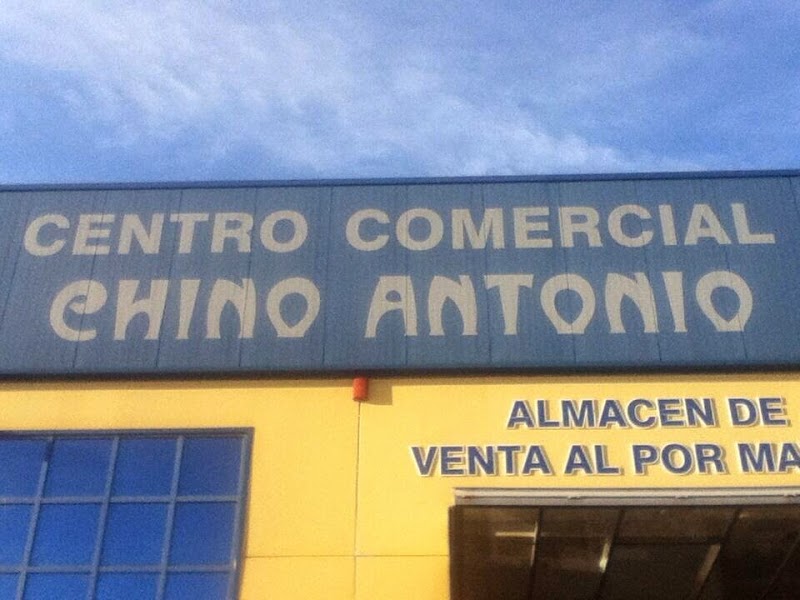 CENTRO COMERCIAL
CHINO ANTONIO
ALMACEN DE
VENTA AL POR MA